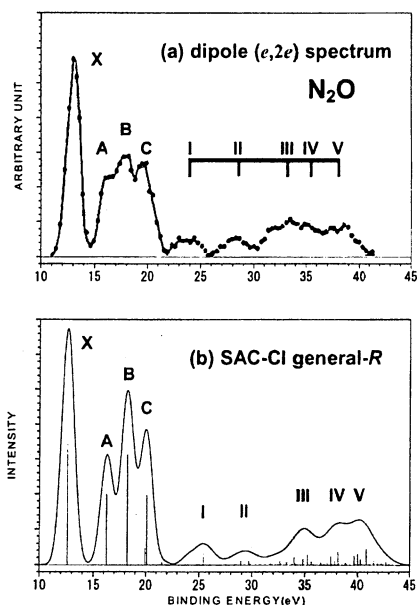 (a) dipole (e,2e) spectrum
N₂O
X
A
B
C
I II III IV V
ARBITRARY UNIT
10 15 20 25 30 35 40 45
(b) SAC-CI general-R
X
A
B
C
I II III IV V
INTENSITY
10 15 20 25 30 35 40 45
BINDING ENERGY(eV)